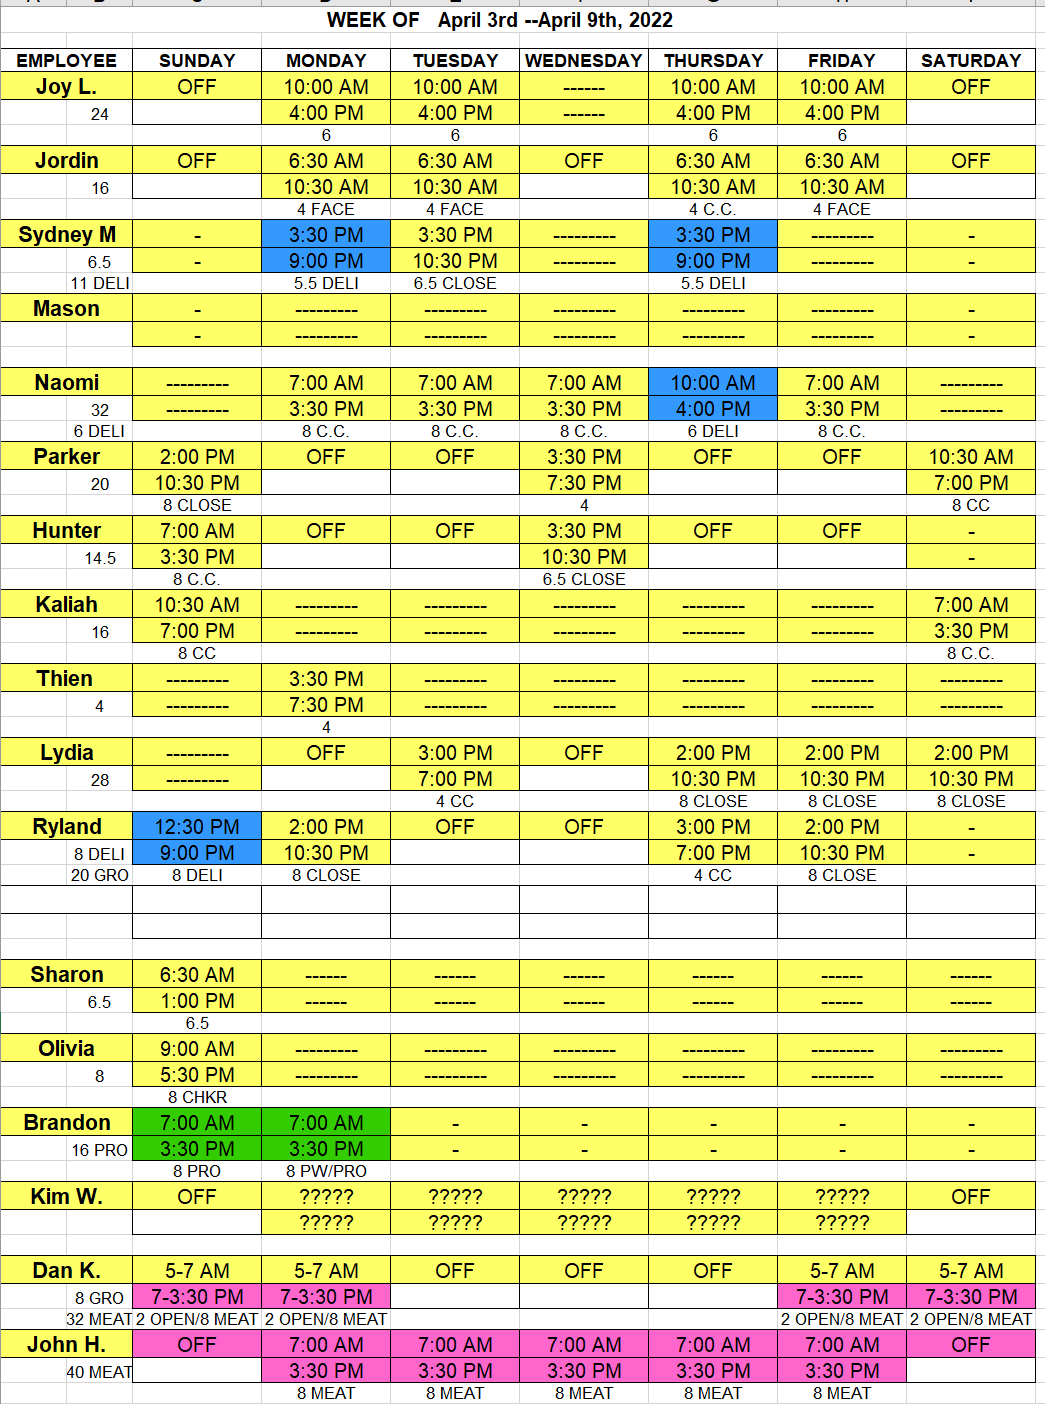 WEEK OF April 3rd --April 9th, 2022
EMPLOYEE SUNDAY MONDAY TUESDAY WEDNESDAY THURSDAY FRIDAY SATURDAY
Joy L. OFF 10:00 AM 10:00 AM ------ 10:00 AM 10:00 AM OFF
24 4:00 PM 4:00 PM ------ 4:00 PM 4:00 PM
6 6 6 6
Jordin OFF 6:30 AM 6:30 AM OFF 6:30 AM 6:30 AM OFF
16 10:30 AM 10:30 AM 10:30 AM 10:30 AM
4 FACE 4 FACE 4 C.C. 4 FACE
Sydney M - 3:30 PM 3:30 PM --------- 3:30 PM --------- -
6.5 - 9:00 PM 10:30 PM --------- 9:00 PM --------- -
11 DELI 5.5 DELI 6.5 CLOSE 5.5 DELI
Mason - --------- --------- --------- --------- --------- -
- --------- --------- --------- --------- --------- -
Naomi --------- 7:00 AM 7:00 AM 7:00 AM 10:00 AM 7:00 AM ---------
32 --------- 3:30 PM 3:30 PM 3:30 PM 4:00 PM 3:30 PM ---------
6 DELI 8 C.C. 8 C.C. 8 C.C. 6 DELI 8 C.C.
Parker 2:00 PM OFF OFF 3:30 PM OFF OFF 10:30 AM
20 10:30 PM 7:30 PM 7:00 PM
8 CLOSE 4 8 CC
Hunter 7:00 AM OFF OFF 3:30 PM OFF OFF -
14.5 3:30 PM 10:30 PM -
8 C.C. 6.5 CLOSE
Kaliah 10:30 AM --------- --------- --------- --------- --------- 7:00 AM
16 7:00 PM --------- --------- --------- --------- --------- 3:30 PM
8 CC 8 C.C.
Thien --------- 3:30 PM --------- --------- --------- --------- ---------
4 --------- 7:30 PM --------- --------- --------- --------- ---------
4
Lydia --------- OFF 3:00 PM OFF 2:00 PM 2:00 PM 2:00 PM
28 --------- 7:00 PM 10:30 PM 10:30 PM 10:30 PM
4 CC 8 CLOSE 8 CLOSE 8 CLOSE
Ryland 12:30 PM 2:00 PM OFF OFF 3:00 PM 2:00 PM -
8 DELI 9:00 PM 10:30 PM 7:00 PM 10:30 PM -
20 GRO 8 DELI 8 CLOSE 4 CC 8 CLOSE
Sharon 6:30 AM ------ ------ ------ ------ ------ ------
6.5 1:00 PM ------ ------ ------ ------ ------ ------
6.5
Olivia 9:00 AM --------- --------- --------- --------- --------- ---------
8 5:30 PM --------- --------- --------- --------- --------- ---------
8 CHKR
Brandon 7:00 AM 7:00 AM - - - - -
16 PRO 3:30 PM 3:30 PM - - - - -
8 PRO 8 PW/PRO
Kim W. OFF ????? ????? ????? ????? ????? OFF
????? ????? ????? ????? ?????
Dan K. 5-7 AM 5-7 AM OFF OFF OFF 5-7 AM 5-7 AM
8 GRO 7-3:30 PM 7-3:30 PM 7-3:30 PM 7-3:30 PM
32 MEAT 2 OPEN/8 MEAT 2 OPEN/8 MEAT 2 OPEN/8 MEAT 2 OPEN/8 MEAT
John H. OFF 7:00 AM 7:00 AM 7:00 AM 7:00 AM 7:00 AM OFF
40 MEAT 3:30 PM 3:30 PM 3:30 PM 3:30 PM 3:30 PM
8 MEAT 8 MEAT 8 MEAT 8 MEAT 8 MEAT